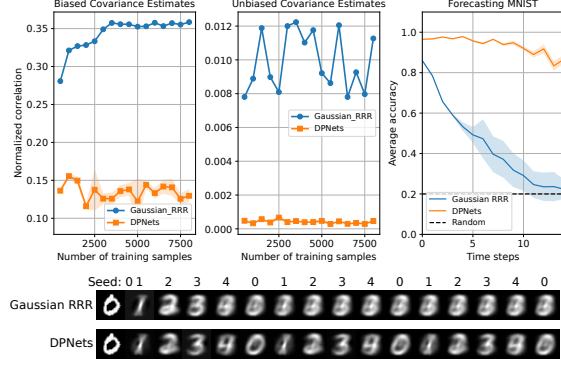 Biased Covariance Estimates
Normalized correlation
0.35
0.30
0.25
0.20
0.15
0.10
Gaussian_RRR
DPNets
2500 5000 7500
Number of training samples
Unbiased Covariance Estimates
0.012
0.010
0.008
0.006
0.004
0.002
0.000
Gaussian_RRR
DPNets
2500 5000 7500
Number of training samples
Forecasting MNIST
Average accuracy
1.0
0.8
0.6
0.4
0.2
0.0
Gaussian RRR
DPNets
Random
0 5 10
Time steps
Seed: 0 1 2 3 4 0 1 2 3 4 0 1 2 3 4 0
Gaussian RRR
DPNets